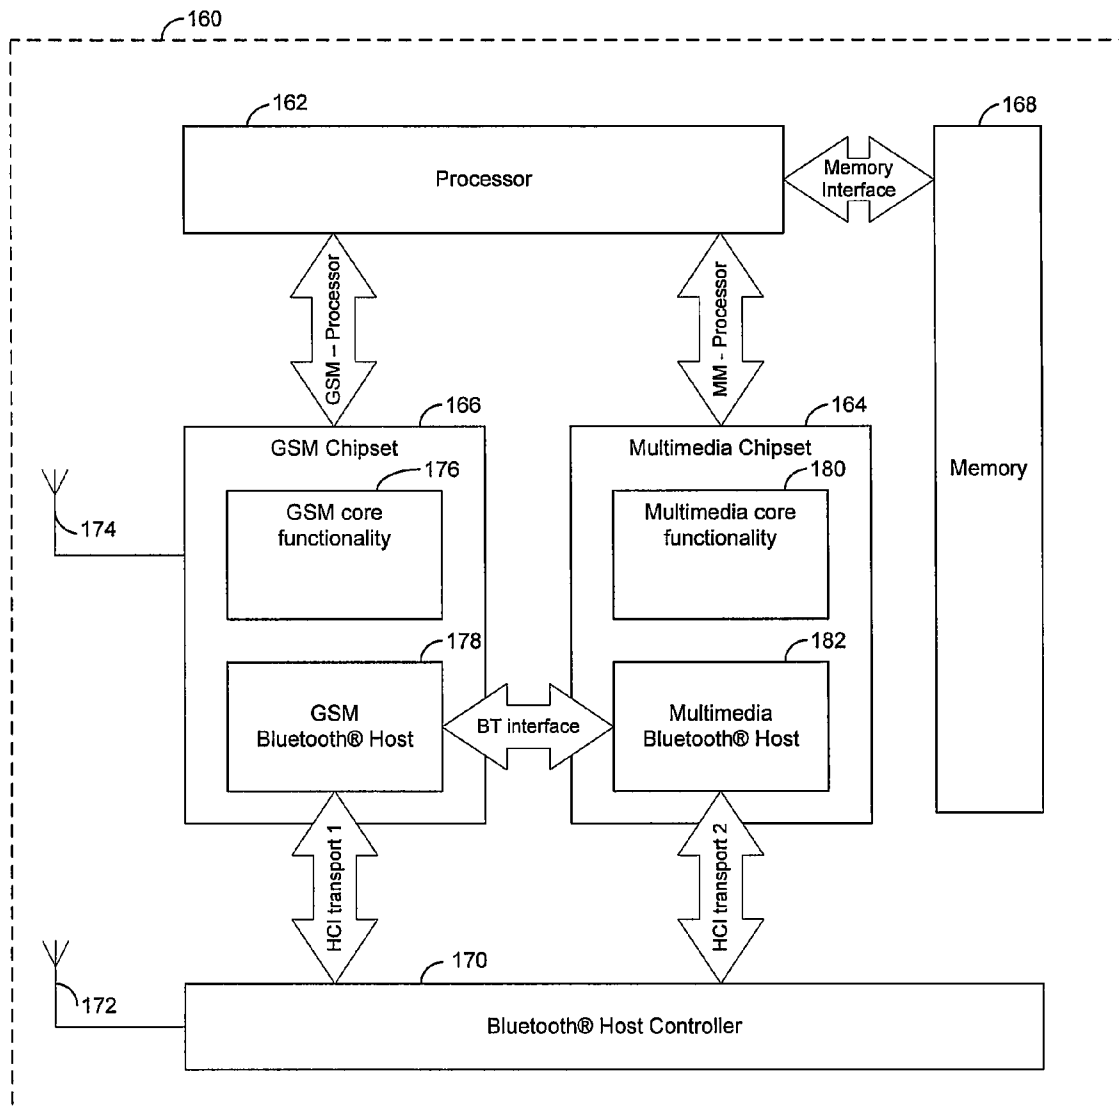 160
162
168
Processor
Memory
Interface
GSM – Processor
MM - Processor
166
164
GSM Chipset
Multimedia Chipset
Memory
176
180
GSM core
functionality
Multimedia core
functionality
174
178
182
GSM
Bluetooth® Host
BT interface
Multimedia
Bluetooth® Host
HCI transport 1
HCI transport 2
170
172
Bluetooth® Host Controller